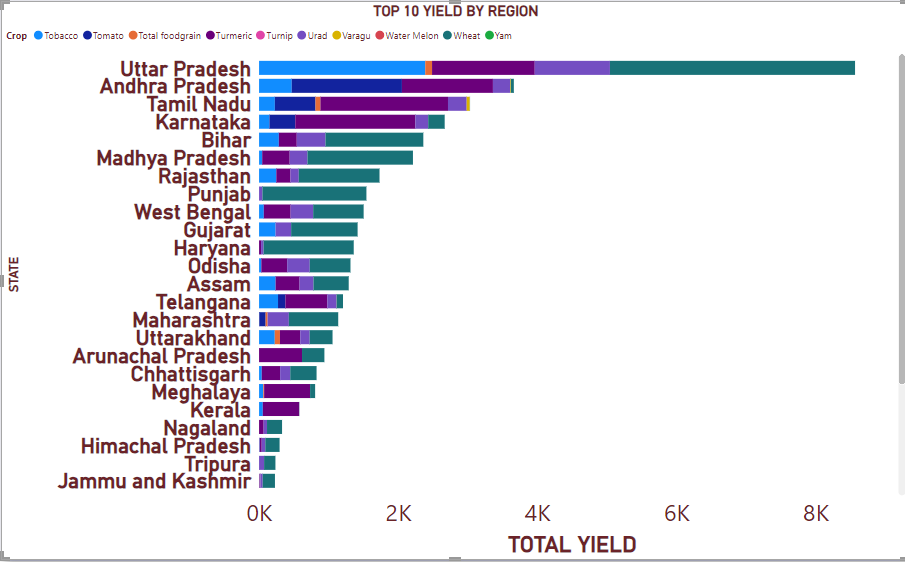 TOP 10 YIELD BY REGION
Crop Tobacco Tomato Total foodgrain Turmeric Turnip Urad Varagu Water Melon Wheat Yam
STATE
Uttar Pradesh
Andhra Pradesh
Tamil Nadu
Karnataka
Bihar
Madhya Pradesh
Rajasthan
Punjab
West Bengal
Gujarat
Haryana
Odisha
Assam
Telangana
Maharashtra
Uttarakhand
Arunachal Pradesh
Chhattisgarh
Meghalaya
Kerala
Nagaland
Himachal Pradesh
Tripura
Jammu and Kashmir
0K 2K 4K 6K 8K
TOTAL YIELD